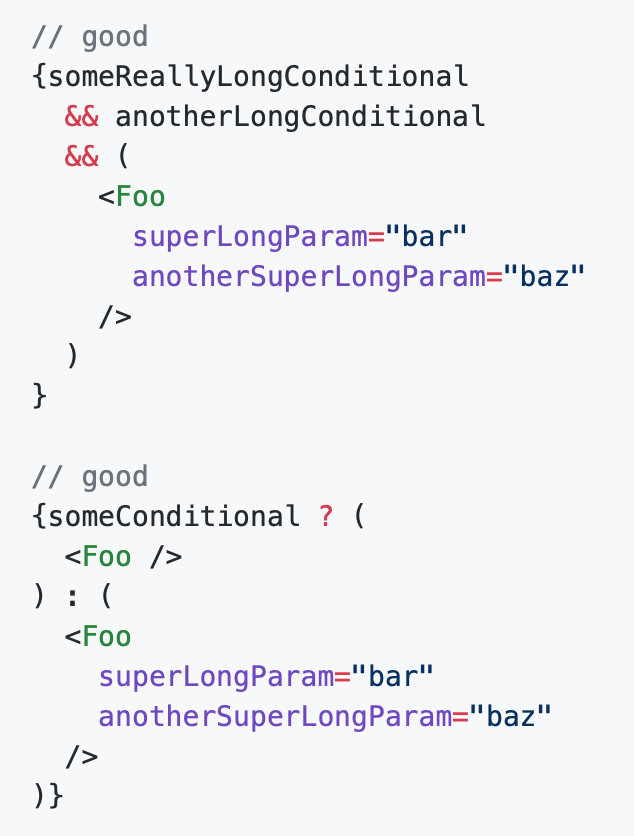 // good
{someReallyLongConditional
  && anotherLongConditional
  && (
    <Foo
      superLongParam="bar"
      anotherSuperLongParam="baz"
    />
  )
}

// good
{someConditional ? (
  <Foo />
) : (
  <Foo
    superLongParam="bar"
    anotherSuperLongParam="baz"
  />
)}